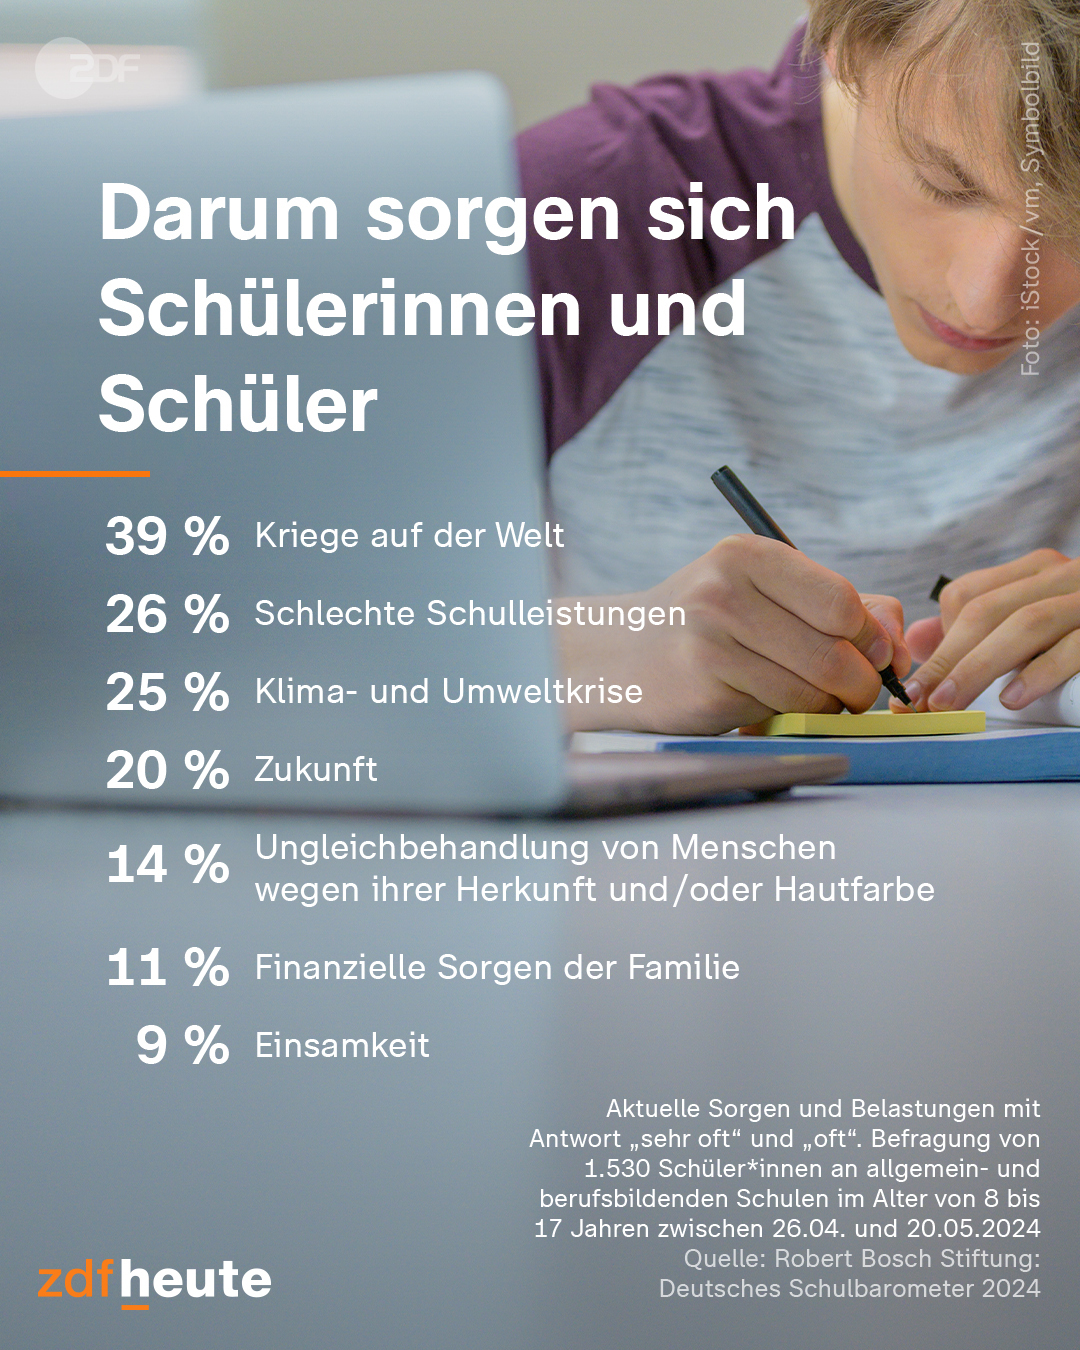 ZDF
Foto: iStock/vm, Symbolbild
Darum sorgen sich
Schülerinnen und
Schüler
39 % Kriege auf der Welt
26 % Schlechte Schulleistungen
25 % Klima- und Umweltkrise
20 % Zukunft
14 % Ungleichbehandlung von Menschen
wegen ihrer Herkunft und/oder Hautfarbe
11 % Finanzielle Sorgen der Familie
9 % Einsamkeit
Aktuelle Sorgen und Belastungen mit
Antwort „sehr oft“ und „oft“. Befragung von
1.530 Schüler*innen an allgemein- und
berufsbildenden Schulen im Alter von 8 bis
17 Jahren zwischen 26.04. und 20.05.2024
Quelle: Robert Bosch Stiftung:
Deutsches Schulbarometer 2024
zdfheute